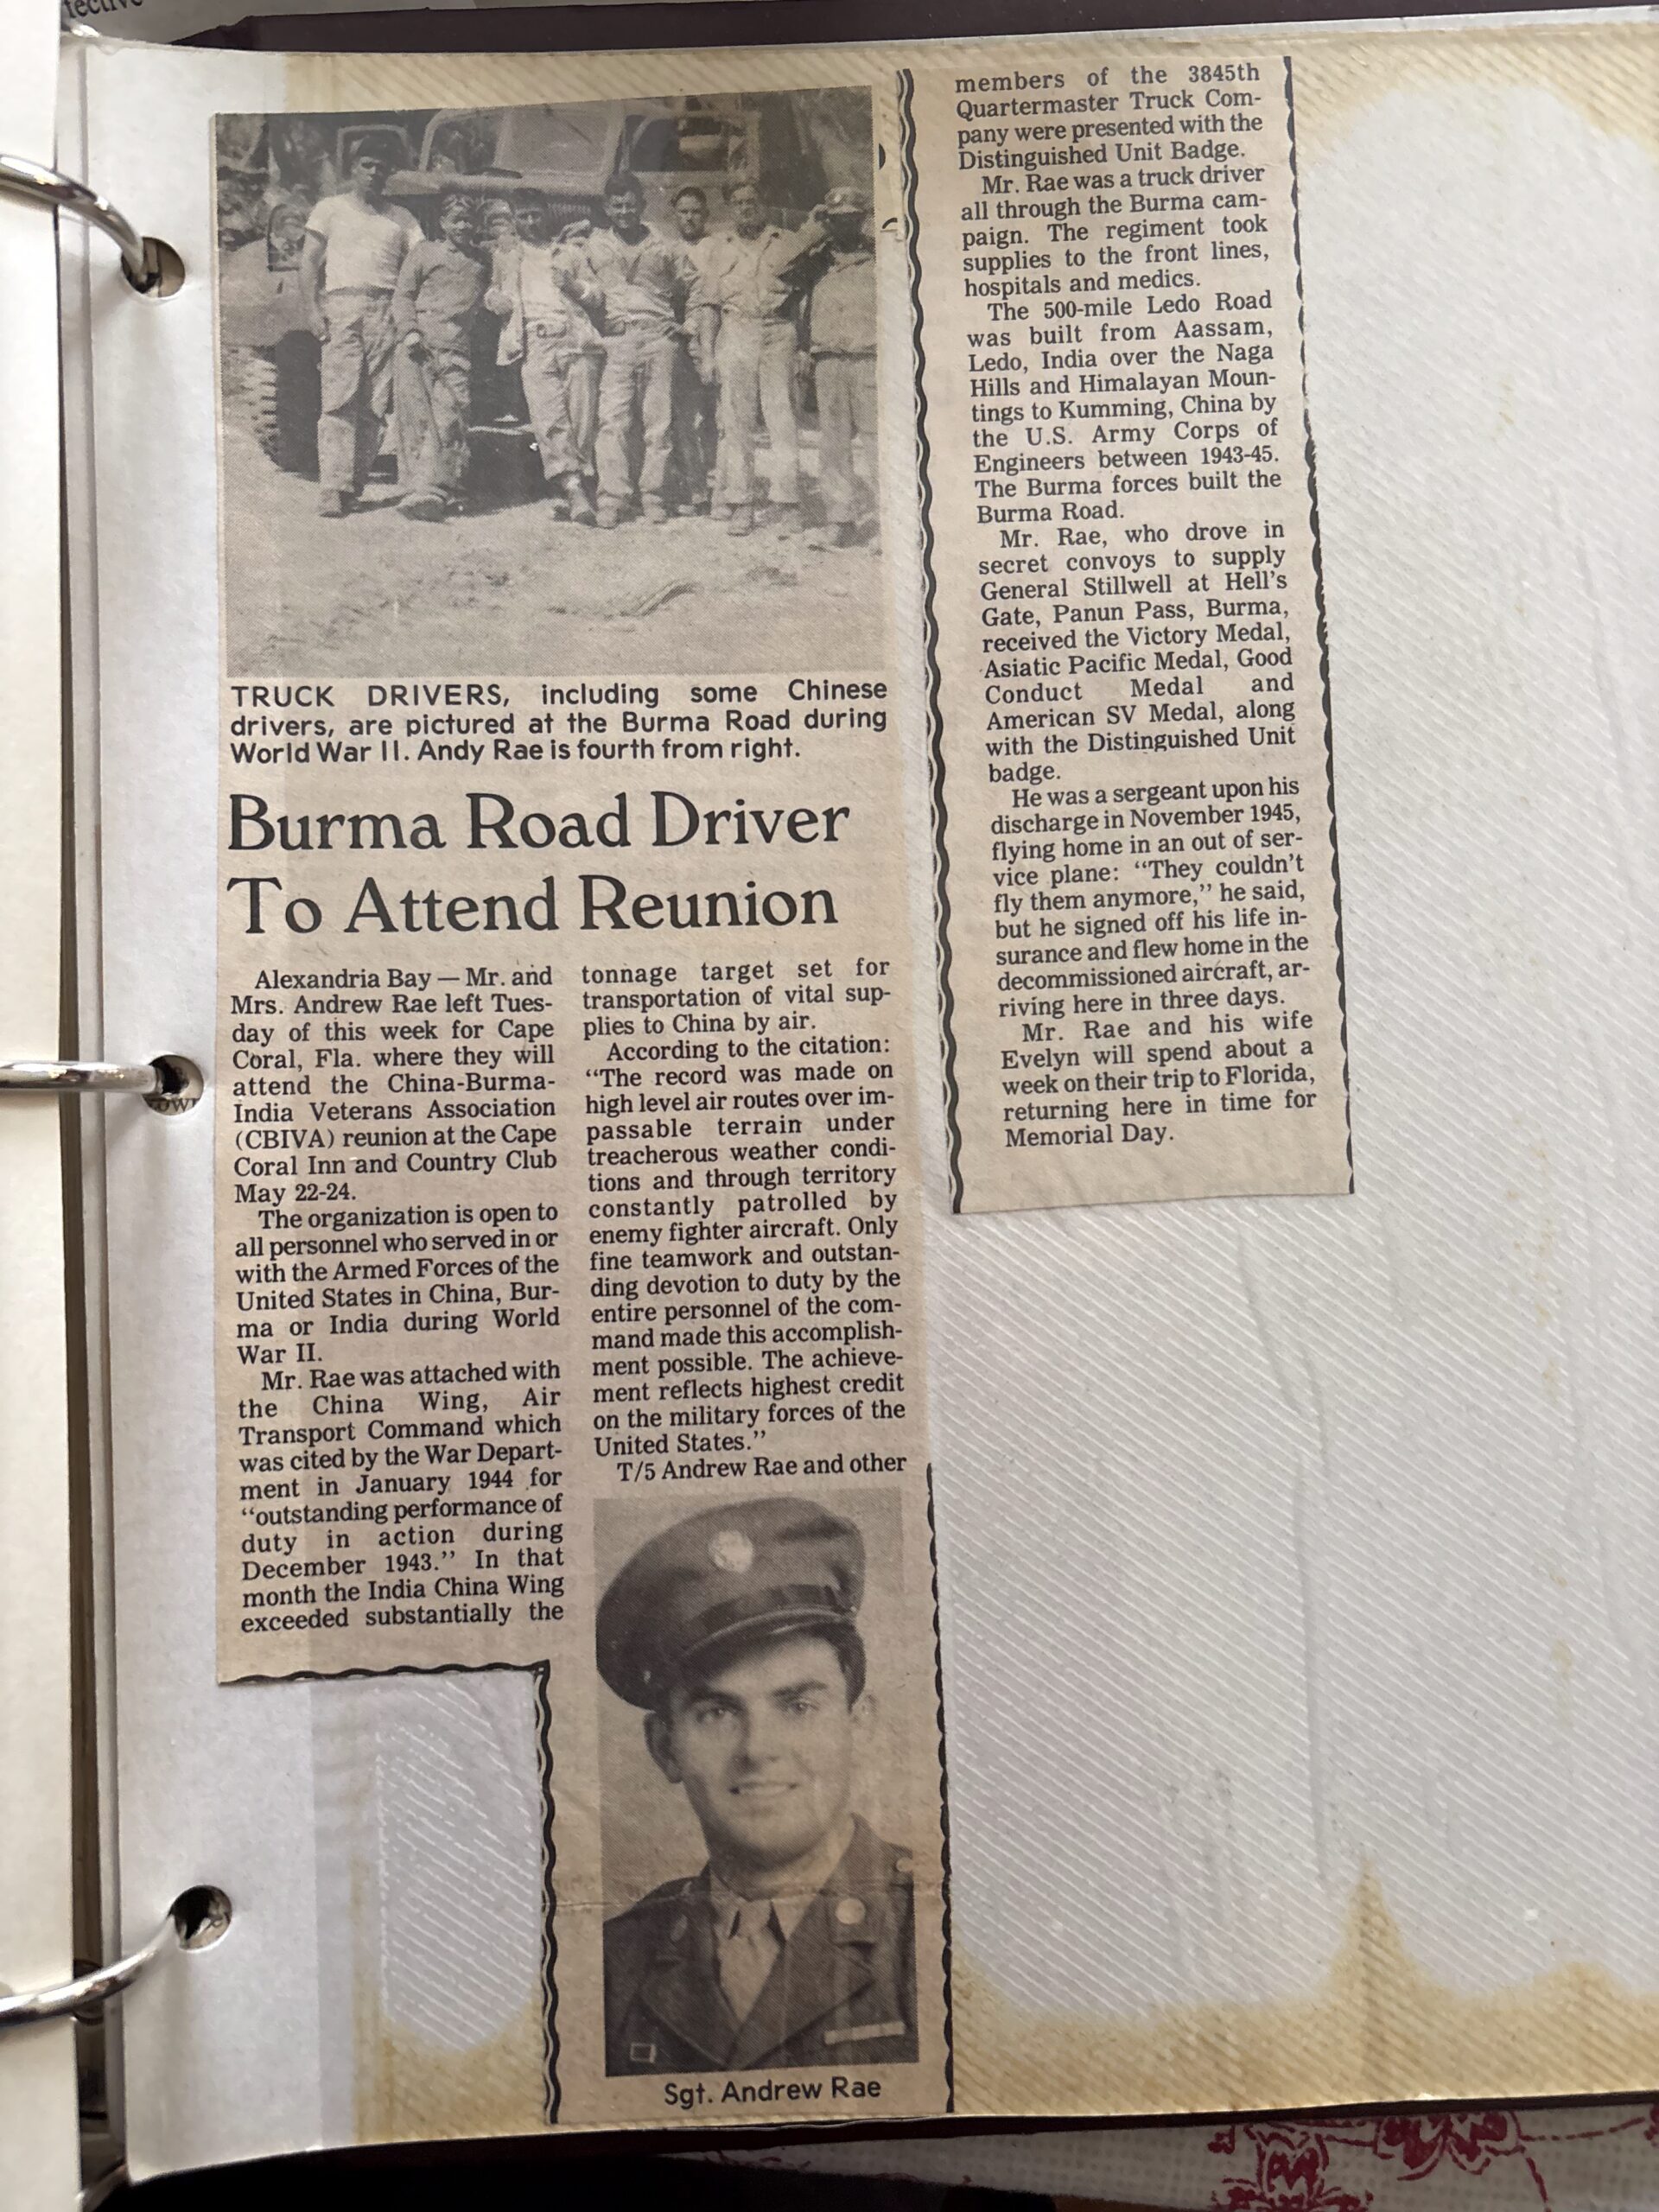 tective
TRUCK DRIVERS, including some Chinese
drivers, are pictured at the Burma Road during
World War II. Andy Rae is fourth from right.
Burma Road Driver
To Attend Reunion
Alexandria Bay — Mr. and
Mrs. Andrew Rae left Tues-
day of this week for Cape
Coral, Fla. where they will
attend the China-Burma-
India Veterans Association
(CBIVA) reunion at the Cape
Coral Inn and Country Club
May 22-24.
The organization is open to
all personnel who served in or
with the Armed Forces of the
United States in China, Bur-
ma or India during World
War II.
Mr. Rae was attached with
the China Wing, Air
Transport Command which
was cited by the War Depart-
ment in January 1944 for
“outstanding performance of
duty in action during
December 1943.” In that
month the India China Wing
exceeded substantially the
tonnage target set for
transportation of vital sup-
plies to China by air.
According to the citation:
“The record was made on
high level air routes over im-
passable terrain under
treacherous weather condi-
tions and through territory
constantly patrolled by
enemy fighter aircraft. Only
fine teamwork and outstan-
ding devotion to duty by the
entire personnel of the com-
mand made this accomplish-
ment possible. The achieve-
ment reflects highest credit
on the military forces of the
United States.”
T/5 Andrew Rae and other
Sgt. Andrew Rae
members of the 3845th
Quartermaster Truck Com-
pany were presented with the
Distinguished Unit Badge.
Mr. Rae was a truck driver
all through the Burma cam-
paign. The regiment took
supplies to the front lines,
hospitals and medics.
The 500-mile Ledo Road
was built from Aassam,
Ledo, India over the Naga
Hills and Himalayan Moun-
tings to Kumming, China by
the U.S. Army Corps of
Engineers between 1943-45.
The Burma forces built the
Burma Road.
Mr. Rae, who drove in
secret convoys to supply
General Stillwell at Hell's
Gate, Panun Pass, Burma,
received the Victory Medal,
Asiatic Pacific Medal, Good
Conduct Medal and
American SV Medal, along
with the Distinguished Unit
badge.
He was a sergeant upon his
discharge in November 1945,
flying home in an out of ser-
vice plane: “They couldn't
fly them anymore,” he said,
but he signed off his life in-
surance and flew home in the
decommissioned aircraft, ar-
riving here in three days.
Mr. Rae and his wife
Evelyn will spend about a
week on their trip to Florida,
returning here in time for
Memorial Day.